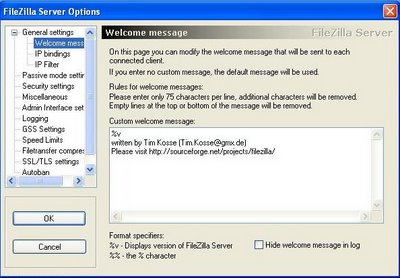 FileZilla Server Options
General settings
Welcome mess
IP bindings
IP Filter
Passive mode settin
Security settings
Miscellaneous
Admin Interface set
Logging
GSS Settings
Speed Limits
Filetransfer compres
SSL/TLS settings
Autoban
OK
Cancel
Welcome message
FileZilla Server
On this page you can modify the welcome message that will be sent to each
connected client.
If you enter no custom message, the default message will be used.
Rules for welcome messages:
Please enter only 75 characters per line, additional characters will be removed.
Empty lines at the top or bottom of the message will be removed.
Custom welcome message:
%v
written by Tim Kosse (Tim.Kosse@gmx.de)
Please visit http://sourceforge.net/projects/filezilla/
Format specifiers:
%v - Displays version of FileZilla Server
%% - the % character
Hide welcome message in log